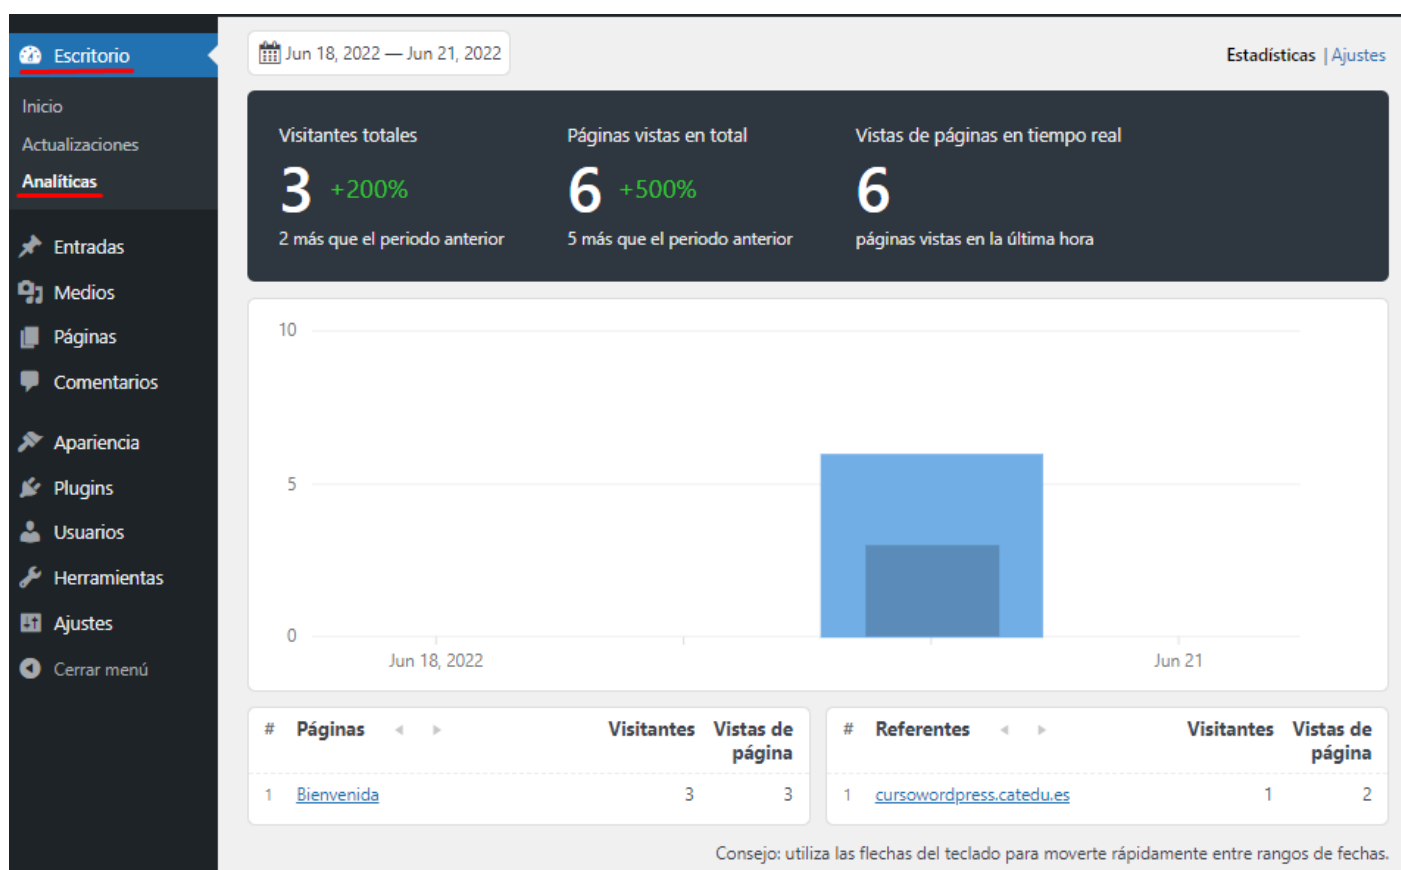 Escritorio
Inicio
Actualizaciones
Analíticas
Entradas
Medios
Páginas
Comentarios
Apariencia
Plugins
Usuarios
Herramientas
Ajustes
Cerrar menú
Jun 18, 2022 — Jun 21, 2022
Estadísticas | Ajustes
Visitantes totales
3 +200%
2 más que el periodo anterior
Páginas vistas en total
6 +500%
5 más que el periodo anterior
Vistas de páginas en tiempo real
6
páginas vistas en la última hora
10
5
0
Jun 18, 2022
Jun 21
# Páginas ◄ ► Visitantes Vistas de
página
1 Bienvenida 3 3
# Referentes ◄ ► Visitantes Vistas de
página
1 cursowordpress.catedu.es 1 2
Consejo: utiliza las flechas del teclado para moverte rápidamente entre rangos de fechas.